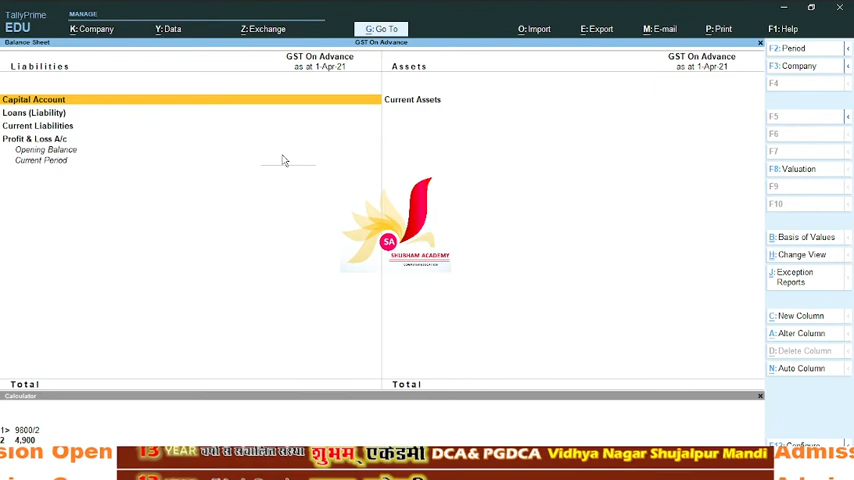 TallyPrime
EDU
MANAGE
K: Company
Y: Data
Z: Exchange
G: Go To
O: Import
E: Export
M: E-mail
P: Print
F1: Help
Balance Sheet
GST On Advance
Liabilities
GST On Advance
as at 1-Apr-21
Assets
GST On Advance
as at 1-Apr-21
Capital Account
Loans (Liability)
Current Liabilities
Profit & Loss A/c
Opening Balance
Current Period
Current Assets
SA
SHUBHAM ACADEMY
Total
Total
Calculator
1> 9800/2
2 4,900
F2: Period
F3: Company
F4
F5
F6
F7
F8: Valuation
F9
F10
B: Basis of Values
H: Change View
J: Exception
Reports
C: New Column
A: Alter Column
D: Delete Column
N: Auto Column
F12: Configure
sion Open 13 YEAR वर्षो से संचालित संस्था शुभम् एकेडमी DCA & PGDCA Vidhya Nagar Shujalpur Mandi Admiss